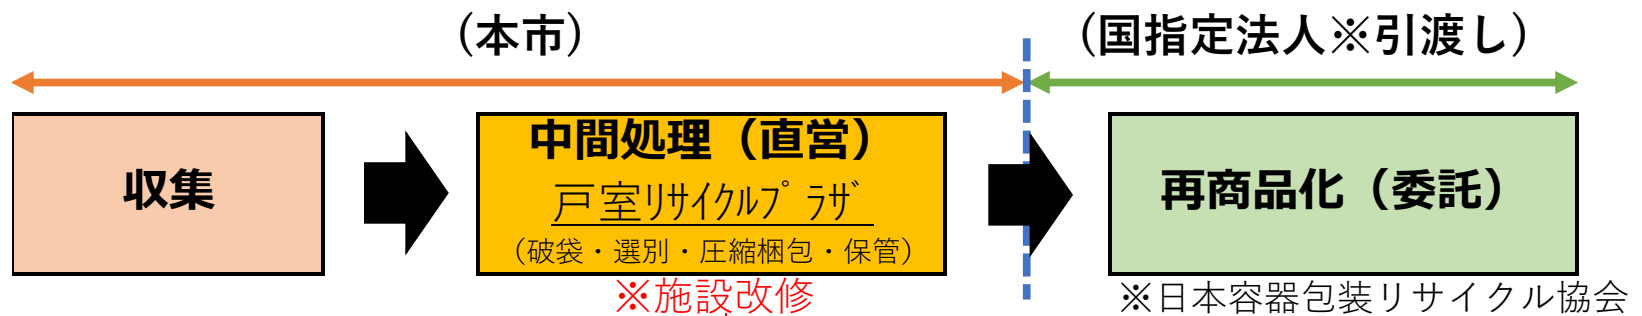 （本市）
（国指定法人※引渡し）
収集
中間処理（直営）
戸室ﾘｻｲｸﾙﾌﾟﾗｻﾞ
（破袋・選別・圧縮梱包・保管）
※施設改修
再商品化（委託）
※日本容器包装リサイクル協会